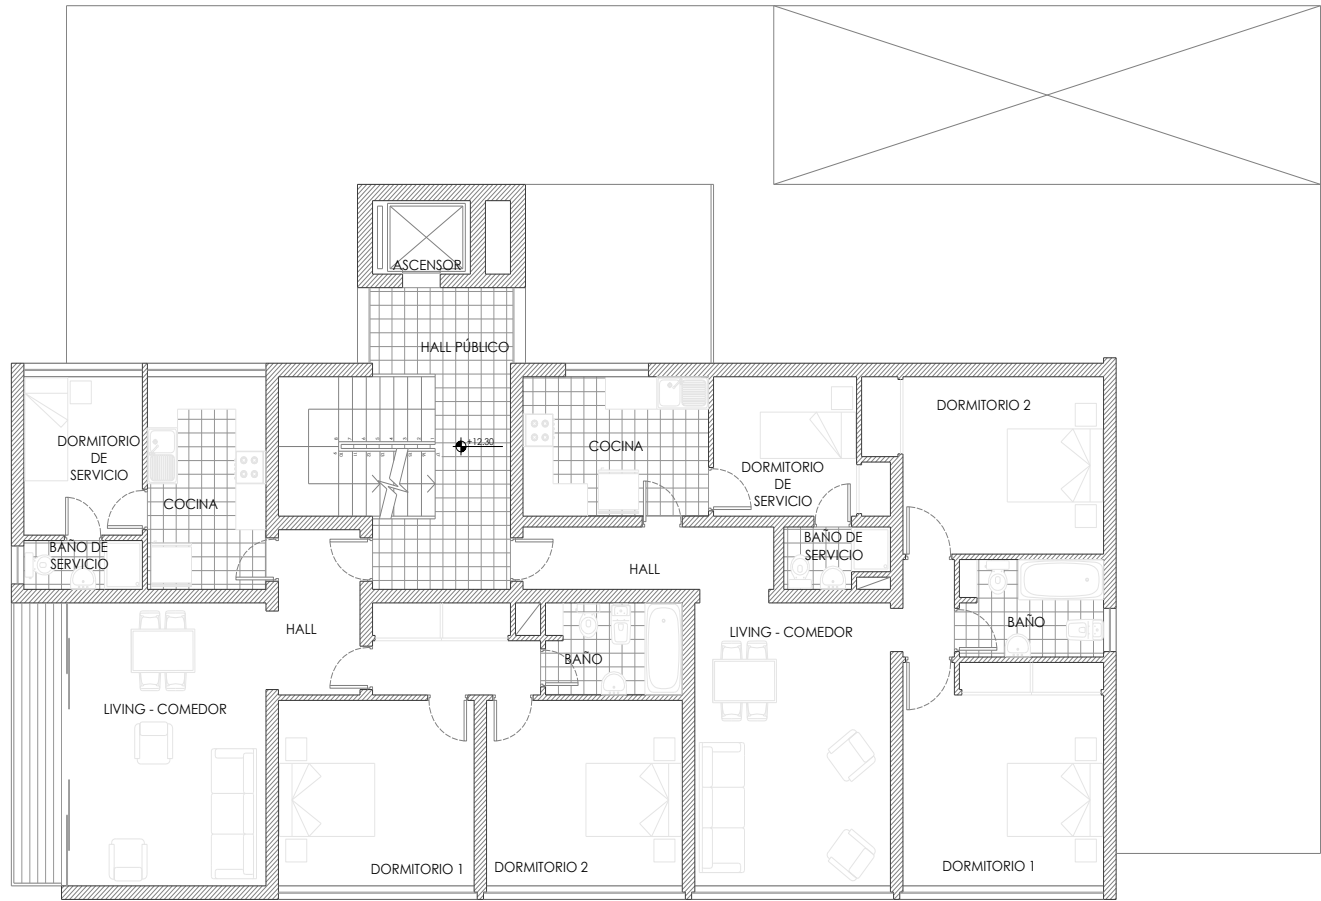 ASCENSOR
HALL PÚBLICO
+12.30
DORMITORIO
DE
SERVICIO
COCINA
BAÑO DE
SERVICIO
HALL
LIVING - COMEDOR
BAÑO
DORMITORIO 1
DORMITORIO 2
COCINA
DORMITORIO
DE
SERVICIO
BAÑO DE
SERVICIO
HALL
DORMITORIO 2
BAÑO
LIVING - COMEDOR
DORMITORIO 1